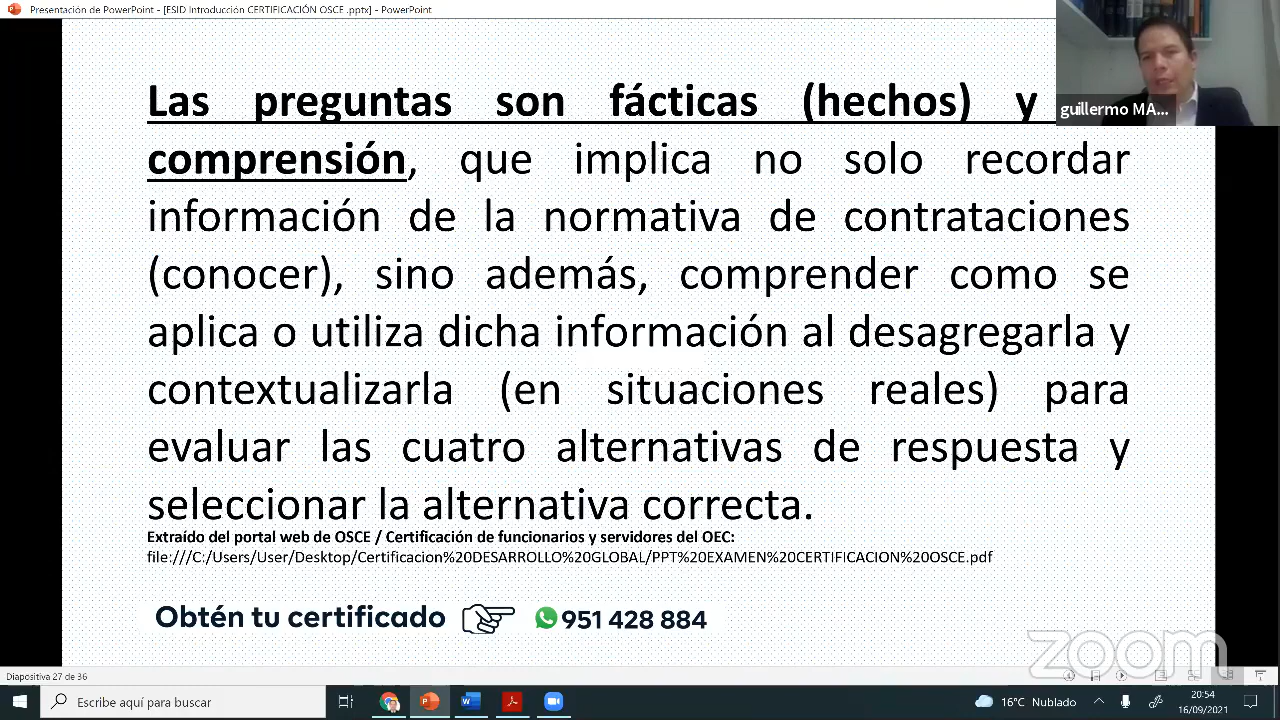 Presentación de PowerPoint - [ESID Introducción CERTIFICACIÓN OSCE .pptx] - PowerPoint
guillermo MA...
Las preguntas son fácticas (hechos) y
comprensión, que implica no solo recordar
información de la normativa de contrataciones
(conocer), sino además, comprender como se
aplica o utiliza dicha información al desagregarla y
contextualizarla (en situaciones reales) para
evaluar las cuatro alternativas de respuesta y
seleccionar la alternativa correcta.
Extraído del portal web de OSCE / Certificación de funcionarios y servidores del OEC:
file:///C:/Users/User/Desktop/Certificacion%20DESARROLLO%20GLOBAL/PPT%20EXAMEN%20CERTIFICACION%20OSCE.pdf
Obtén tu certificado 951 428 884
zoom
Diapositiva 27 de 36
Escribe aquí para buscar
16°C Nublado
20:54
16/09/2021